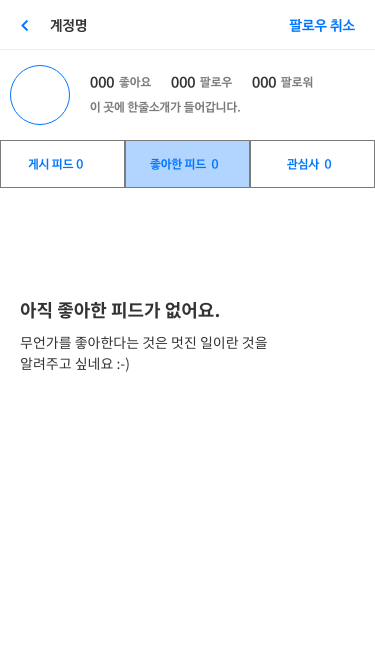 계정명 팔로우 취소
000 좋아요 000 팔로우 000 팔로워
이 곳에 한줄소개가 들어갑니다.
게시 피드 0 좋아한 피드 0 관심사 0
아직 좋아한 피드가 없어요.
무언가를 좋아한다는 것은 멋진 일이란 것을
알려주고 싶네요 :-)